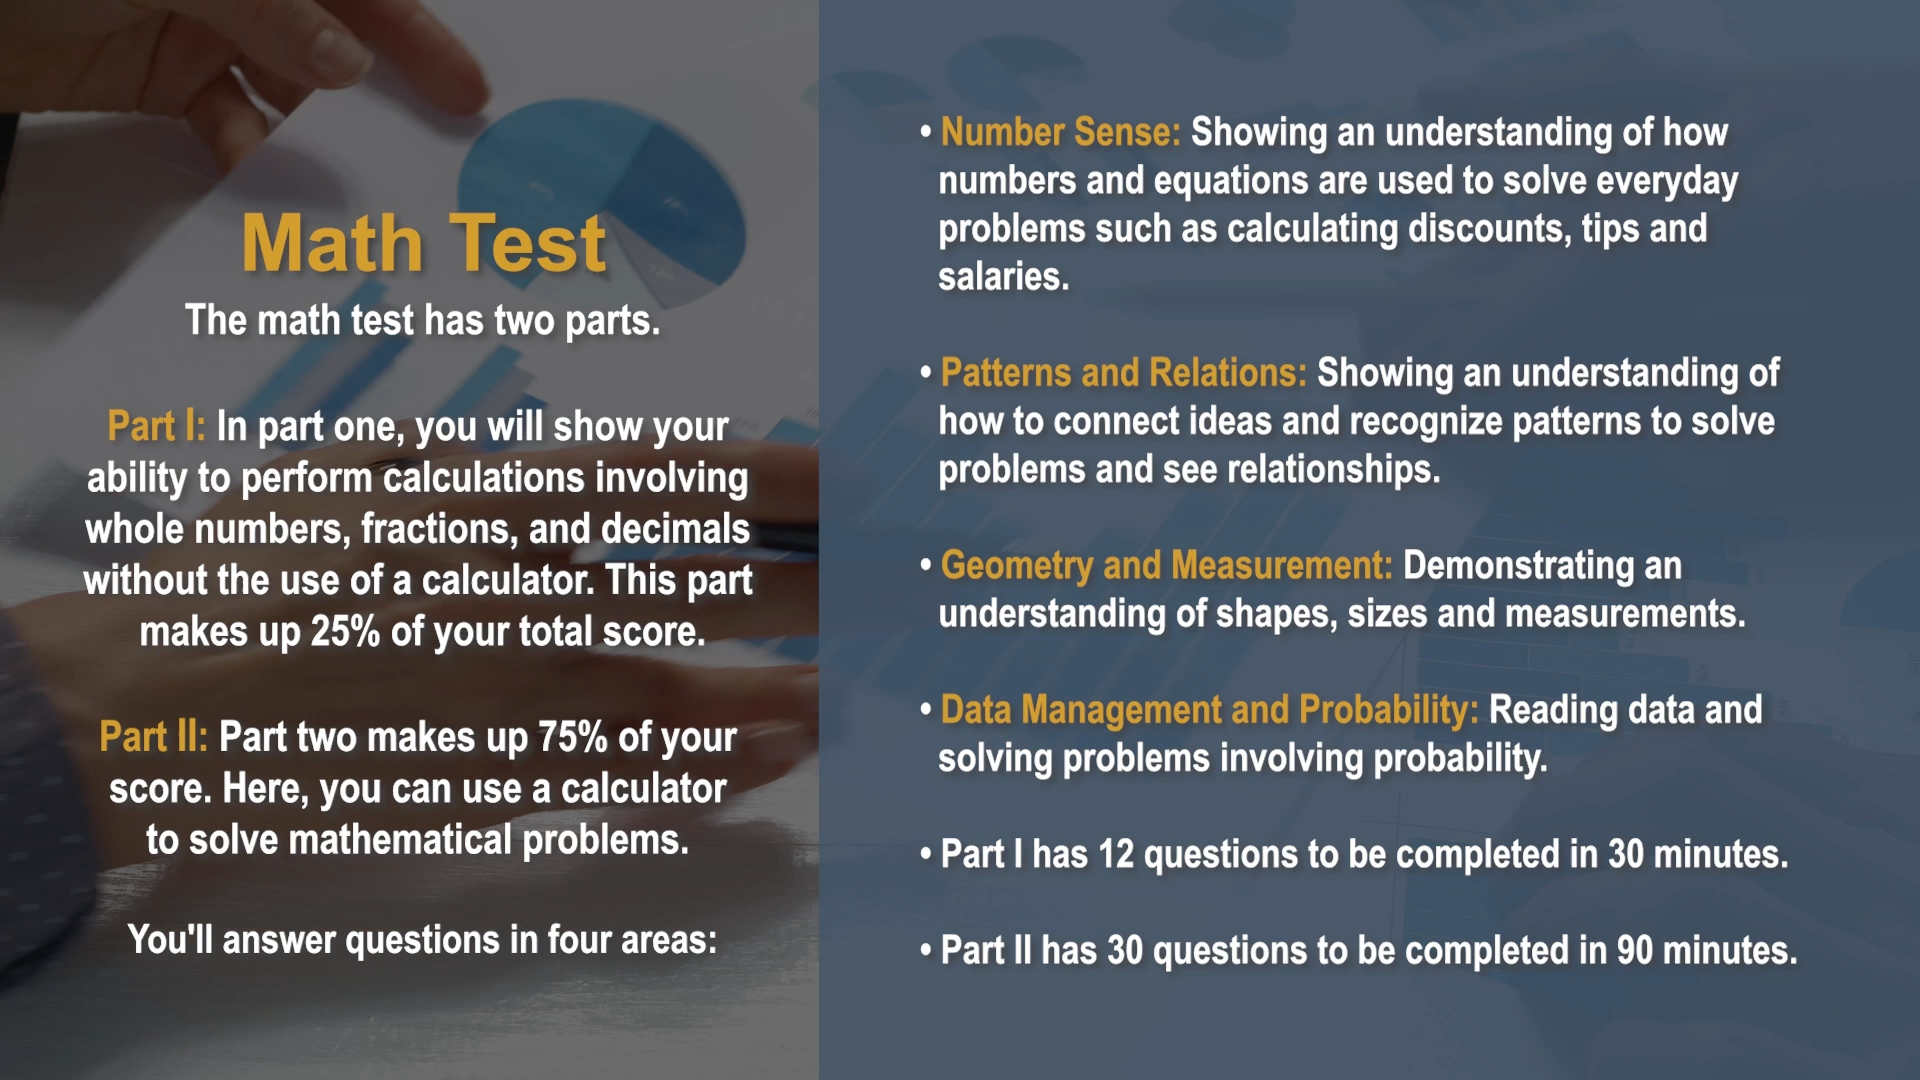 Math Test
The math test has two parts.
Part I: In part one, you will show your
ability to perform calculations involving
whole numbers, fractions, and decimals
without the use of a calculator. This part
makes up 25% of your total score.
Part II: Part two makes up 75% of your
score. Here, you can use a calculator
to solve mathematical problems.
You'll answer questions in four areas:
• Number Sense: Showing an understanding of how
numbers and equations are used to solve everyday
problems such as calculating discounts, tips and
salaries.
• Patterns and Relations: Showing an understanding of
how to connect ideas and recognize patterns to solve
problems and see relationships.
• Geometry and Measurement: Demonstrating an
understanding of shapes, sizes and measurements.
• Data Management and Probability: Reading data and
solving problems involving probability.
• Part I has 12 questions to be completed in 30 minutes.
• Part II has 30 questions to be completed in 90 minutes.